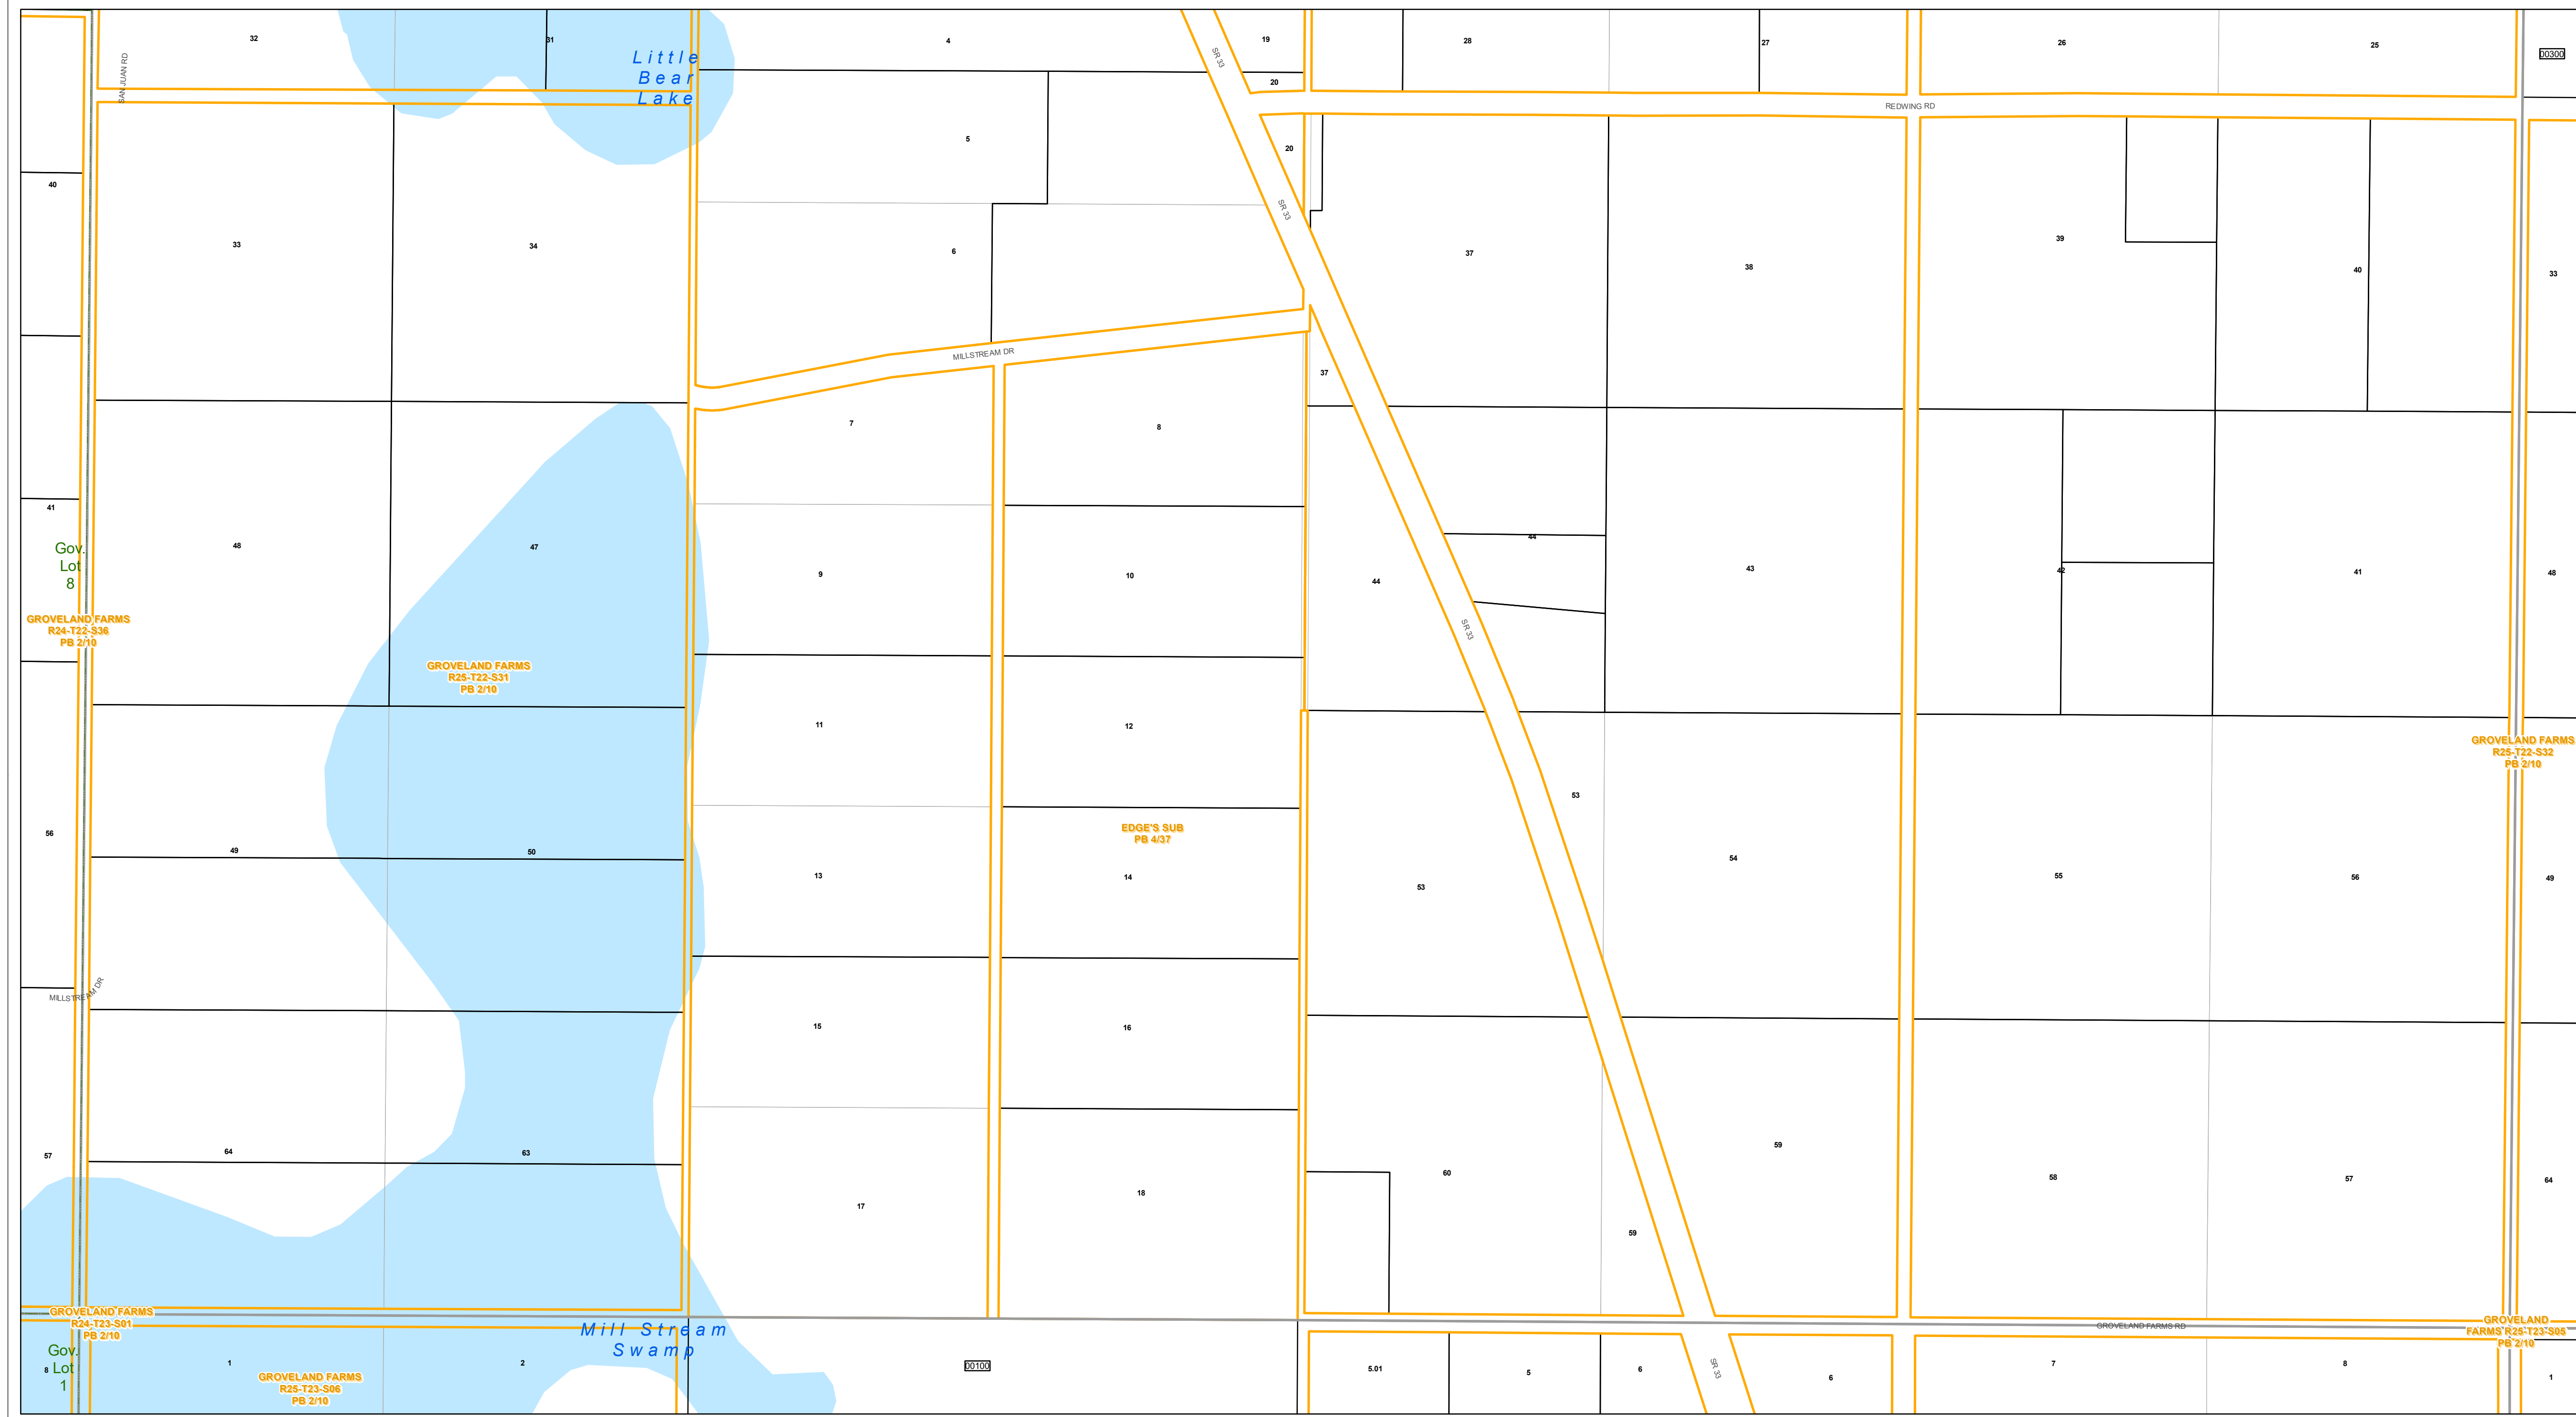 32
31
Little
Bear
Lake
4
SR 33
19
20
28
27
26
25
00300
SAN JUAN RD
REDWING RD
5
20
40
33
34
6
SR 33
37
38
39
40
33
MILLSTREAM DR
37
7
8
41
48
47
9
10
44
44
43
42
41
48
Gov.
Lot
8
GROVELAND FARMS
R24-T22-S36
PB 2/10
GROVELAND FARMS
R25-T22-S31
PB 2/10
SR 33
11
12
GROVELAND FARMS
R25-T22-S32
PB 2/10
56
49
50
13
14
EDGE'S SUB
PB 4/37
53
53
54
55
56
49
MILLSTREAM DR
15
16
57
64
63
17
18
60
59
59
58
57
64
GROVELAND FARMS
R24-T23-S01
PB 2/10
Mill Stream
Swamp
GROVELAND FARMS RD
GROVELAND
FARMS R25-T23-S05
PB 2/10
Gov.
Lot
1
8
1
2
GROVELAND FARMS
R25-T23-S06
PB 2/10
00100
5.01
5
6
SR 33
6
7
8
1